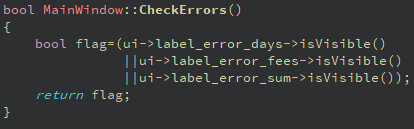 bool MainWindow::CheckErrors()
{
    bool flag=(ui->label_error_days->isVisible()
               ||ui->label_error_fees->isVisible()
               ||ui->label_error_sum->isVisible());
    return flag;
}